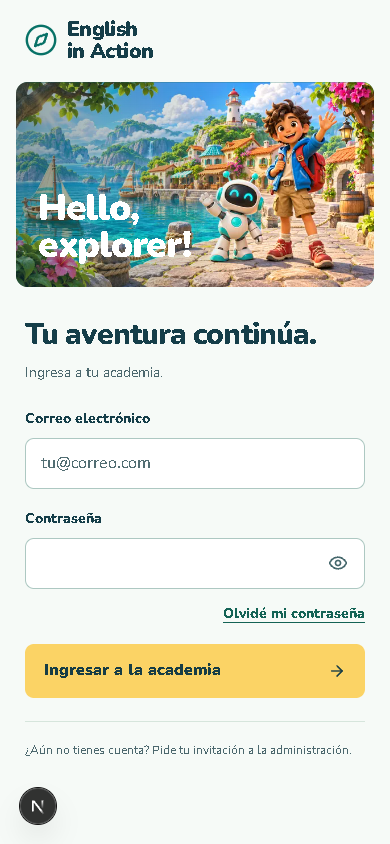 English
in Action
Hello,
explorer!
Tu aventura continúa.
Ingresa a tu academia.
Correo electrónico
tu@correo.com
Contraseña
Olvidé mi contraseña
Ingresar a la academia
¿Aún no tienes cuenta? Pide tu invitación a la administración.
N